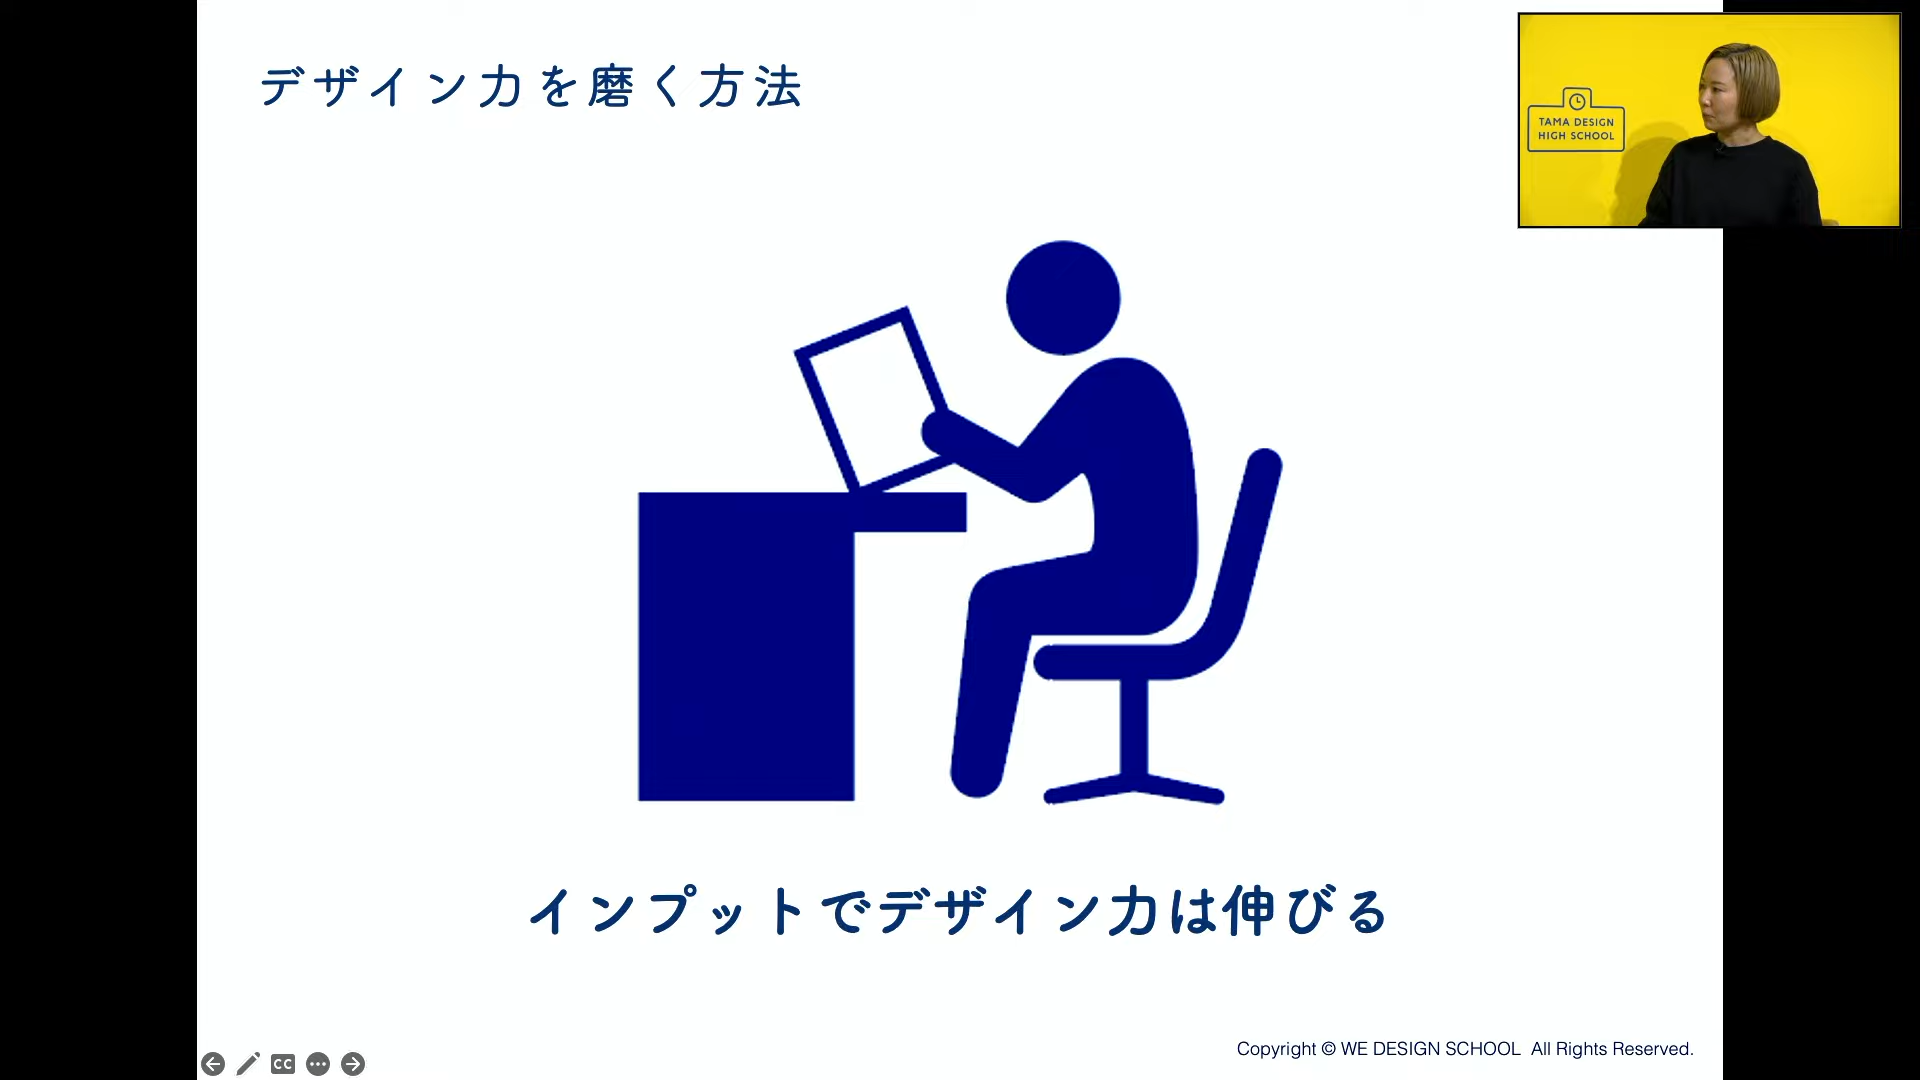 デザイン力を磨く方法
TAMA DESIGN
HIGH SCHOOL
インプットでデザイン力は伸びる
Copyright © WE DESIGN SCHOOL All Rights Reserved.
CC